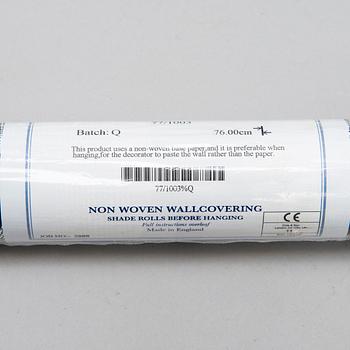 77/1003
Batch: Q 76.00cm
This product uses a non-woven base paper,and it is preferable when
hanging,for the decorator to paste the wall rather than the paper.
77/1003%Q
NON WOVEN WALLCOVERING
SHADE ROLLS BEFORE HANGING
Full instructions overleaf
Made in England
CE